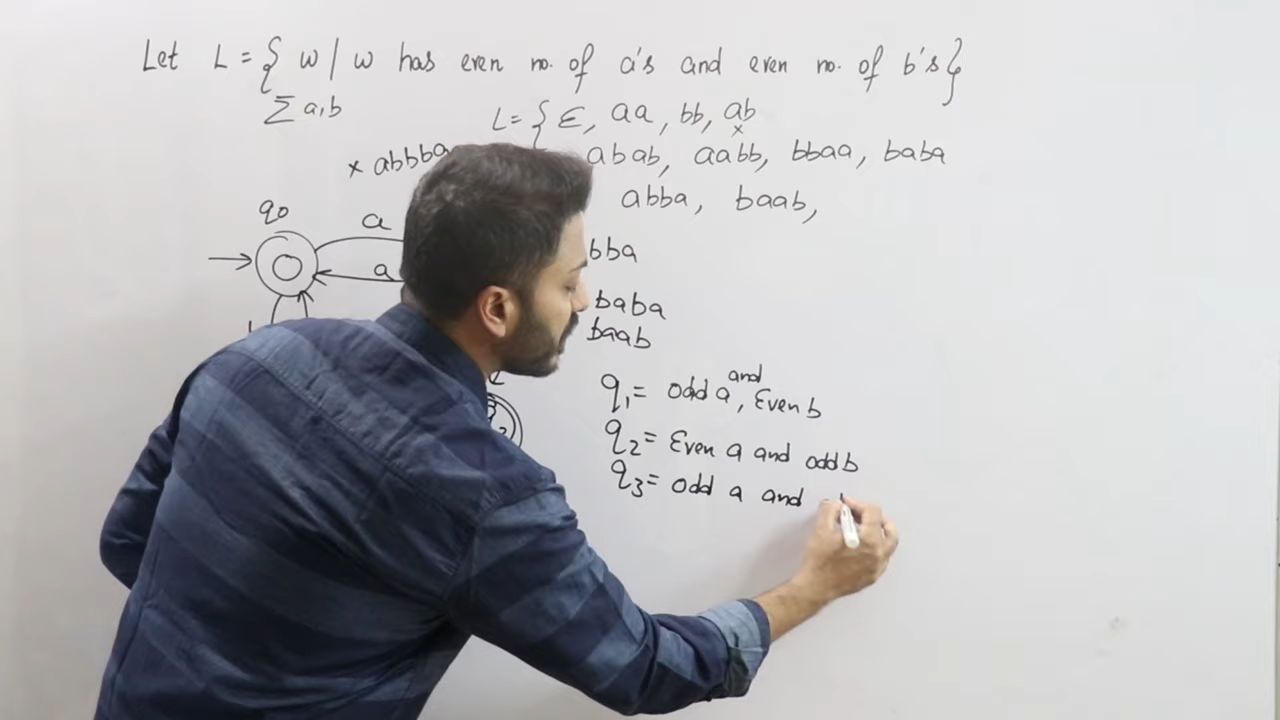 Let L = { w / w has even no. of a's and even no. of b's }
Σ a,b
L = { ε, aa, bb, ab
x
x abbba
abab, aabb, bbaa, baba
abba, baab,
q0
a
bba
a
baba
baab
and
q1 = odd a, Even b
q2 = Even a and odd b
q3 = odd a and